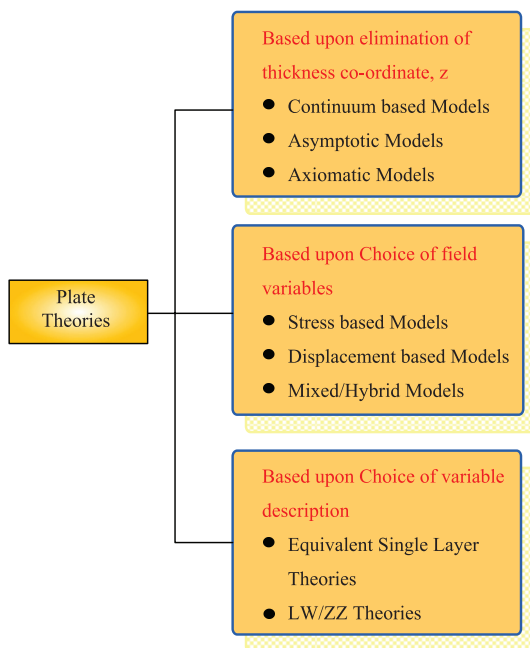 Based upon elimination of
thickness co-ordinate, z
Continuum based Models
Asymptotic Models
Axiomatic Models
Plate
Theories
Based upon Choice of field
variables
Stress based Models
Displacement based Models
Mixed/Hybrid Models
Based upon Choice of variable
description
Equivalent Single Layer
Theories
LW/ZZ Theories